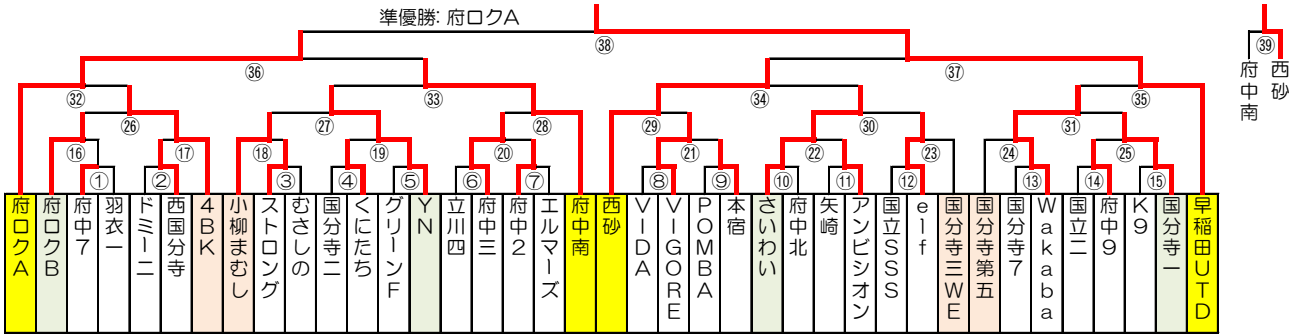 準優勝: 府ロクA
㊳
㊴
府中南
西砂
㊱
㊲
㉜
㉝
㉞
㉟
㉖
㉗
㉘
㉙
㉚
㉛
⑯
⑰
⑱
⑲
⑳
㉑
㉒
㉓
㉔
㉕
①
②
③
④
⑤
⑥
⑦
⑧
⑨
⑩
⑪
⑫
⑬
⑭
⑮
府ロクA
府ロクB
府中7
羽衣一
ドミーニ
西国分寺
4BK
小柳まむし
ストロング
むさしの
国分寺二
くにたち
グリーンF
YN
立川四
府中三
府中2
エルマーズ
府中南
西砂
VIDA
VIGORE
POMBA
本宿
さいわい
府中北
矢崎
アンビシオン
国立SSS
elf
国分寺三WE
国分寺第五
国分寺7
Wakaba
国立二
府中9
K9
国分寺一
早稲田UTD